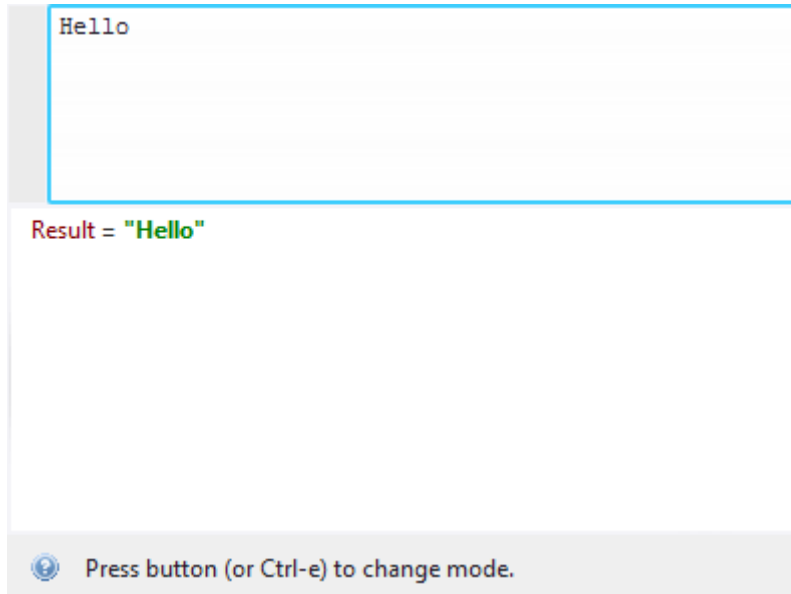 Hello
Result = "Hello"
Press button (or Ctrl-e) to change mode.